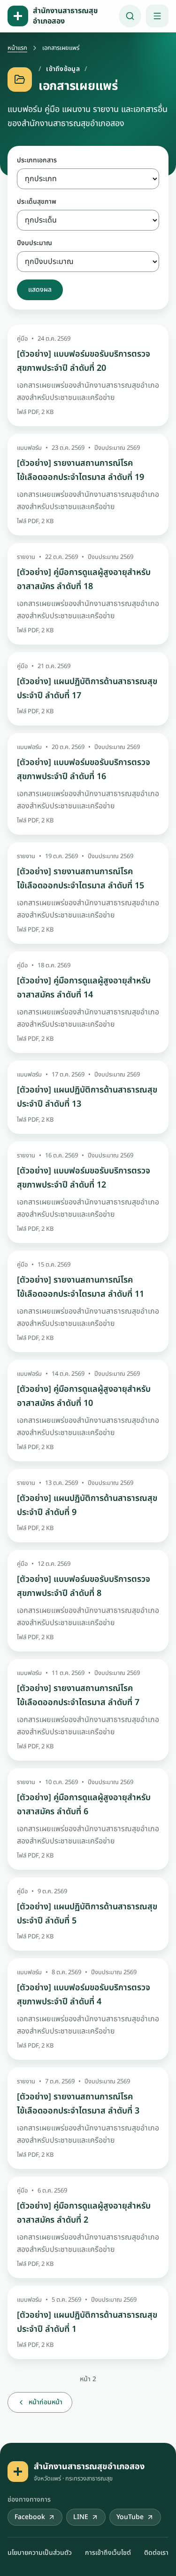 สำนักงานสาธารณสุข
อำเภอสอง
หน้าแรก > เอกสารเผยแพร่
/ เข้าถึงข้อมูล /
เอกสารเผยแพร่
แบบฟอร์ม คู่มือ แผนงาน รายงาน และเอกสารอื่นๆ
ของสำนักงานสาธารณสุขอำเภอสอง
ประเภทเอกสาร
ทุกประเภท
ประเด็นสุขภาพ
ทุกประเด็น
ปีงบประมาณ
ทุกปีงบประมาณ
แสดงผล
คู่มือ • 24 ต.ค. 2569
[ตัวอย่าง] แบบฟอร์มขอรับบริการตรวจ
สุขภาพประจำปี ลำดับที่ 20
เอกสารเผยแพร่ของสำนักงานสาธารณสุขอำเภอ
สองสำหรับประชาชนและเครือข่าย
ไฟล์ PDF, 2 KB
แบบฟอร์ม • 23 ต.ค. 2569 • ปีงบประมาณ 2569
[ตัวอย่าง] รายงานสถานการณ์โรค
ไข้เลือดออกประจำไตรมาส ลำดับที่ 19
เอกสารเผยแพร่ของสำนักงานสาธารณสุขอำเภอ
สองสำหรับประชาชนและเครือข่าย
ไฟล์ PDF, 2 KB
รายงาน • 22 ต.ค. 2569 • ปีงบประมาณ 2569
[ตัวอย่าง] คู่มือการดูแลผู้สูงอายุสำหรับ
อาสาสมัคร ลำดับที่ 18
เอกสารเผยแพร่ของสำนักงานสาธารณสุขอำเภอ
สองสำหรับประชาชนและเครือข่าย
ไฟล์ PDF, 2 KB
คู่มือ • 21 ต.ค. 2569
[ตัวอย่าง] แผนปฏิบัติการด้านสาธารณสุข
ประจำปี ลำดับที่ 17
ไฟล์ PDF, 2 KB
แบบฟอร์ม • 20 ต.ค. 2569 • ปีงบประมาณ 2569
[ตัวอย่าง] แบบฟอร์มขอรับบริการตรวจ
สุขภาพประจำปี ลำดับที่ 16
เอกสารเผยแพร่ของสำนักงานสาธารณสุขอำเภอ
สองสำหรับประชาชนและเครือข่าย
ไฟล์ PDF, 2 KB
รายงาน • 19 ต.ค. 2569 • ปีงบประมาณ 2569
[ตัวอย่าง] รายงานสถานการณ์โรค
ไข้เลือดออกประจำไตรมาส ลำดับที่ 15
เอกสารเผยแพร่ของสำนักงานสาธารณสุขอำเภอ
สองสำหรับประชาชนและเครือข่าย
ไฟล์ PDF, 2 KB
คู่มือ • 18 ต.ค. 2569
[ตัวอย่าง] คู่มือการดูแลผู้สูงอายุสำหรับ
อาสาสมัคร ลำดับที่ 14
เอกสารเผยแพร่ของสำนักงานสาธารณสุขอำเภอ
สองสำหรับประชาชนและเครือข่าย
ไฟล์ PDF, 2 KB
แบบฟอร์ม • 17 ต.ค. 2569 • ปีงบประมาณ 2569
[ตัวอย่าง] แผนปฏิบัติการด้านสาธารณสุข
ประจำปี ลำดับที่ 13
ไฟล์ PDF, 2 KB
รายงาน • 16 ต.ค. 2569 • ปีงบประมาณ 2569
[ตัวอย่าง] แบบฟอร์มขอรับบริการตรวจ
สุขภาพประจำปี ลำดับที่ 12
เอกสารเผยแพร่ของสำนักงานสาธารณสุขอำเภอ
สองสำหรับประชาชนและเครือข่าย
ไฟล์ PDF, 2 KB
คู่มือ • 15 ต.ค. 2569
[ตัวอย่าง] รายงานสถานการณ์โรค
ไข้เลือดออกประจำไตรมาส ลำดับที่ 11
เอกสารเผยแพร่ของสำนักงานสาธารณสุขอำเภอ
สองสำหรับประชาชนและเครือข่าย
ไฟล์ PDF, 2 KB
แบบฟอร์ม • 14 ต.ค. 2569 • ปีงบประมาณ 2569
[ตัวอย่าง] คู่มือการดูแลผู้สูงอายุสำหรับ
อาสาสมัคร ลำดับที่ 10
เอกสารเผยแพร่ของสำนักงานสาธารณสุขอำเภอ
สองสำหรับประชาชนและเครือข่าย
ไฟล์ PDF, 2 KB
รายงาน • 13 ต.ค. 2569 • ปีงบประมาณ 2569
[ตัวอย่าง] แผนปฏิบัติการด้านสาธารณสุข
ประจำปี ลำดับที่ 9
ไฟล์ PDF, 2 KB
คู่มือ • 12 ต.ค. 2569
[ตัวอย่าง] แบบฟอร์มขอรับบริการตรวจ
สุขภาพประจำปี ลำดับที่ 8
เอกสารเผยแพร่ของสำนักงานสาธารณสุขอำเภอ
สองสำหรับประชาชนและเครือข่าย
ไฟล์ PDF, 2 KB
แบบฟอร์ม • 11 ต.ค. 2569 • ปีงบประมาณ 2569
[ตัวอย่าง] รายงานสถานการณ์โรค
ไข้เลือดออกประจำไตรมาส ลำดับที่ 7
เอกสารเผยแพร่ของสำนักงานสาธารณสุขอำเภอ
สองสำหรับประชาชนและเครือข่าย
ไฟล์ PDF, 2 KB
รายงาน • 10 ต.ค. 2569 • ปีงบประมาณ 2569
[ตัวอย่าง] คู่มือการดูแลผู้สูงอายุสำหรับ
อาสาสมัคร ลำดับที่ 6
เอกสารเผยแพร่ของสำนักงานสาธารณสุขอำเภอ
สองสำหรับประชาชนและเครือข่าย
ไฟล์ PDF, 2 KB
คู่มือ • 9 ต.ค. 2569
[ตัวอย่าง] แผนปฏิบัติการด้านสาธารณสุข
ประจำปี ลำดับที่ 5
ไฟล์ PDF, 2 KB
แบบฟอร์ม • 8 ต.ค. 2569 • ปีงบประมาณ 2569
[ตัวอย่าง] แบบฟอร์มขอรับบริการตรวจ
สุขภาพประจำปี ลำดับที่ 4
เอกสารเผยแพร่ของสำนักงานสาธารณสุขอำเภอ
สองสำหรับประชาชนและเครือข่าย
ไฟล์ PDF, 2 KB
รายงาน • 7 ต.ค. 2569 • ปีงบประมาณ 2569
[ตัวอย่าง] รายงานสถานการณ์โรค
ไข้เลือดออกประจำไตรมาส ลำดับที่ 3
เอกสารเผยแพร่ของสำนักงานสาธารณสุขอำเภอ
สองสำหรับประชาชนและเครือข่าย
ไฟล์ PDF, 2 KB
คู่มือ • 6 ต.ค. 2569
[ตัวอย่าง] คู่มือการดูแลผู้สูงอายุสำหรับ
อาสาสมัคร ลำดับที่ 2
เอกสารเผยแพร่ของสำนักงานสาธารณสุขอำเภอ
สองสำหรับประชาชนและเครือข่าย
ไฟล์ PDF, 2 KB
แบบฟอร์ม • 5 ต.ค. 2569 • ปีงบประมาณ 2569
[ตัวอย่าง] แผนปฏิบัติการด้านสาธารณสุข
ประจำปี ลำดับที่ 1
ไฟล์ PDF, 2 KB
หน้า 2
หน้าก่อนหน้า
สำนักงานสาธารณสุขอำเภอสอง
จังหวัดแพร่ · กระทรวงสาธารณสุข
ช่องทางทางการ
Facebook LINE YouTube
นโยบายความเป็นส่วนตัว การเข้าถึงเว็บไซต์ ติดต่อเรา